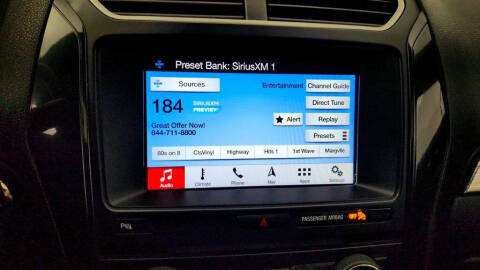 Preset Bank: SiriusXM 1
Sources
Entertainment
Channel Guide
184
SIRIUSXM
PREVIEW
Direct Tune
Great Offer Now!
844-711-8800
Alert
Replay
Presets
80s on 8
ClsVinyl
Highway
Hits 1
1st Wave
Margvlle
Audio
Climate
Phone
Nav
Apps
Settings
PASSENGER AIRBAG OFF